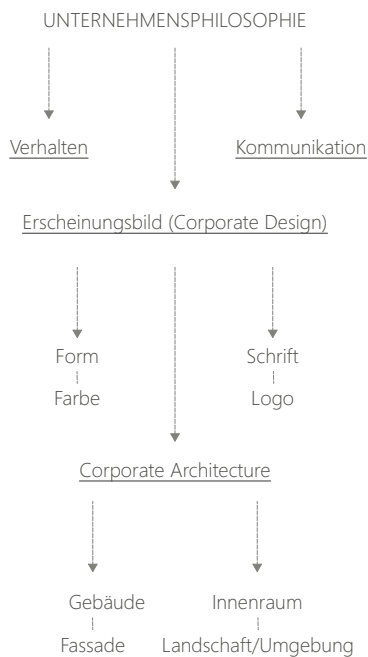 UNTERNEHMENSPHILOSOPHIE
Verhalten Kommunikation
Erscheinungsbild (Corporate Design)
Form Schrift
Farbe Logo
Corporate Architecture
Gebäude Innenraum
Fassade Landschaft/Umgebung